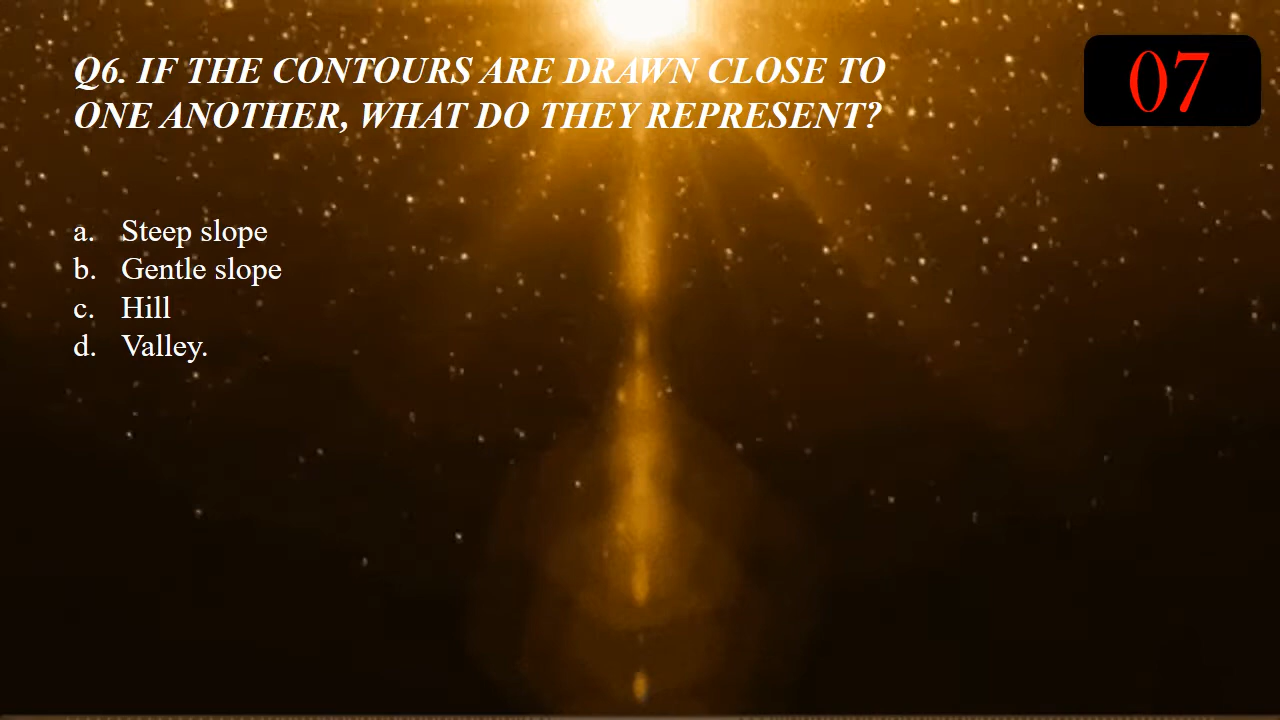 Q6. IF THE CONTOURS ARE DRAWN CLOSE TO
ONE ANOTHER, WHAT DO THEY REPRESENT?
07
a. Steep slope
b. Gentle slope
c. Hill
d. Valley.